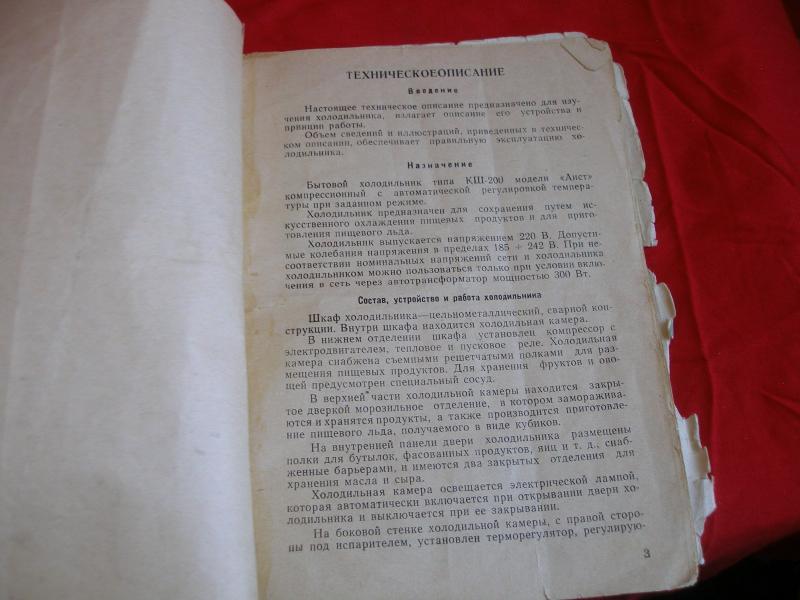 ТЕХНИЧЕСКОЕОПИСАНИЕ
Введение
Настоящее техническое описание предназначено для изу-
чения холодильника, излагает описание его устройства и
принципи работы.
Объем сведений и иллюстраций, приведенных в техничес-
ком описании, обеспечивает правильную эксплуатацию хо-
лодильника.
Назначение
Бытовой холодильник типа КШ-200 модели «Аист»
компрессионный с автоматической регулировкой темпера-
туры при заданном режиме.
Холодильник предназначен для сохранения путем ис-
кусственного охлаждения пищевых продуктов и для приго-
товления пищевого льда.
Холодильник выпускается напряжением 220 В. Допусти-
мые колебания напряжения в пределах 185 ÷ 242 В. При не-
соответствии номинальных напряжений сети и холодильника
холодильником можно пользоваться только при условии вклю-
чения в сеть через автотрансформатор мощностью 300 Вт.
Состав, устройство и работа холодильника
Шкаф холодильника—цельнометаллический, сварной кон-
струкции. Внутри шкафа находится холодильная камера.
В нижнем отделении шкафа установлен компрессор с
электродвигателем, тепловое и пусковое реле. Холодильная
камера снабжена съемными решетчатыми полками для раз-
мещения пищевых продуктов. Для хранения фруктов и ово-
щей предусмотрен специальный сосуд.
В верхней части холодильной камеры находится закры-
тое дверкой морозильное отделение, в котором заморажива-
ются и хранятся продукты, а также производится приготовле-
ние пищевого льда, получаемого в виде кубиков.
На внутренней панели двери холодильника размещены
полки для бутылок, фасованных продуктов, яиц и т. д., снаб-
женные барьерами, и имеются два закрытых отделения для
хранения масла и сыра.
Холодильная камера освещается электрической лампой,
которая автоматически включается при открывании двери хо-
лодильника и выключается при ее закрывании.
На боковой стенке холодильной камеры, с правой сторо-
ны под испарителем, установлен терморегулятор, регулирую-
3